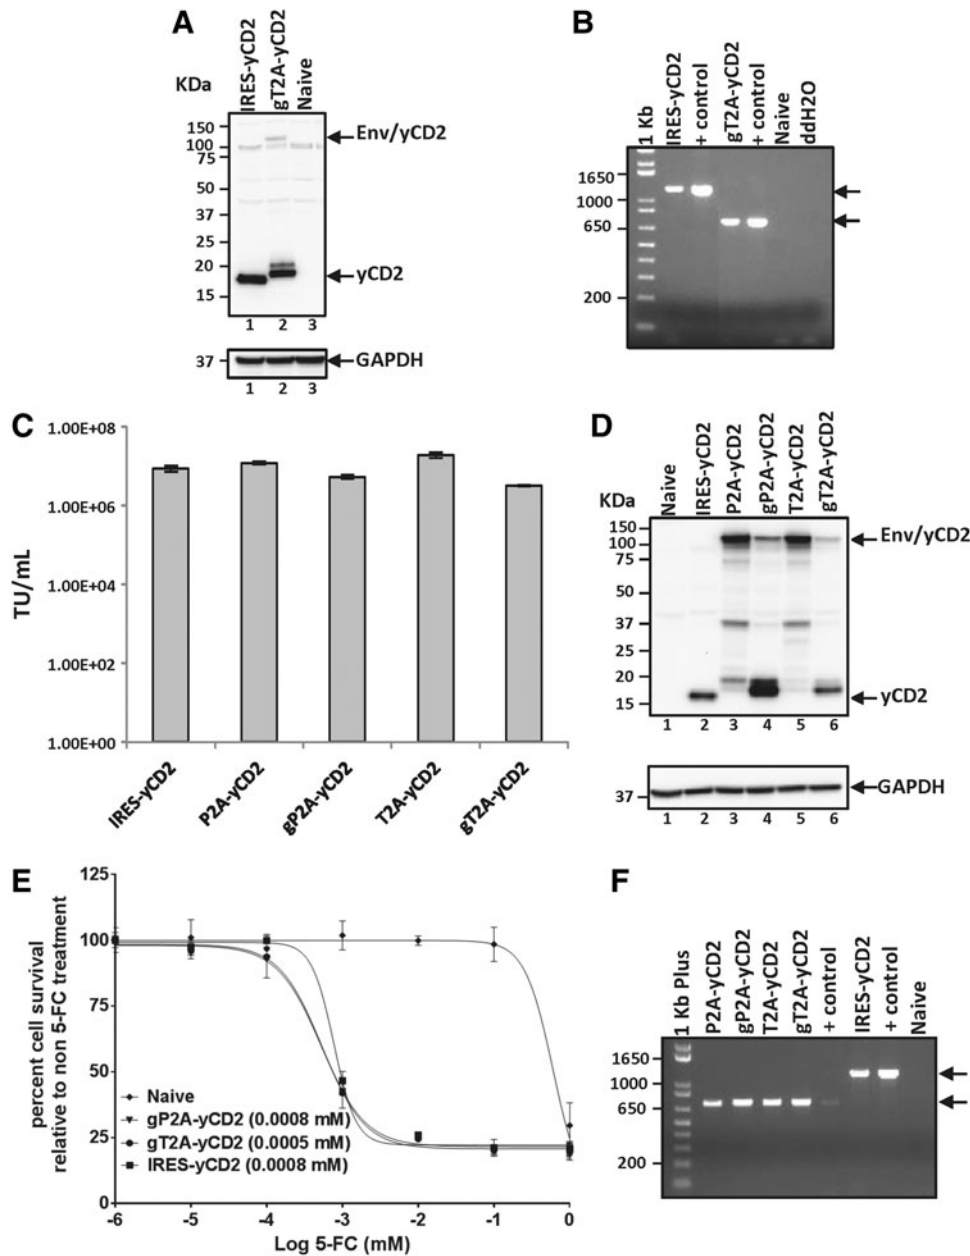 A
KDa
IRES-yCD2
gT2A-yCD2
Naive
150
100
75
50
37
25
20
15
Env/yCD2
yCD2
1 2 3
37
GAPDH
1 2 3
B
1 Kb
IRES-yCD2
+ control
gT2A-yCD2
+ control
Naive
ddH2O
1650
1000
650
200
C
TU/mL
1.00E+08
1.00E+06
1.00E+04
1.00E+02
1.00E+00
IRES-yCD2
P2A-yCD2
gP2A-yCD2
T2A-yCD2
gT2A-yCD2
D
KDa
Naive
IRES-yCD2
P2A-yCD2
gP2A-yCD2
T2A-yCD2
gT2A-yCD2
150
100
75
50
37
25
20
15
Env/yCD2
yCD2
1 2 3 4 5 6
37
GAPDH
1 2 3 4 5 6
E
percent cell survival
relative to non 5-FC treatment
125
100
75
50
25
0
Naive
gP2A-yCD2 (0.0008 mM)
gT2A-yCD2 (0.0005 mM)
IRES-yCD2 (0.0008 mM)
-6 -5 -4 -3 -2 -1 0
Log 5-FC (mM)
F
1 Kb Plus
P2A-yCD2
gP2A-yCD2
T2A-yCD2
gT2A-yCD2
+ control
IRES-yCD2
+ control
Naive
1650
1000
650
200